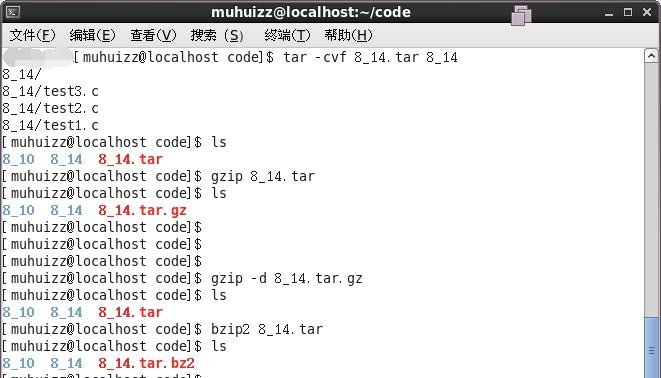 muhuizz@localhost:~/code
文件(F) 编辑(E) 查看(V) 搜索 (S) 终端(T) 帮助(H)
[muhuizz@localhost code]$ tar -cvf 8_14.tar 8_14
8_14/
8_14/test3.c
8_14/test2.c
8_14/test1.c
[muhuizz@localhost code]$ ls
8_10 8_14 8_14.tar
[muhuizz@localhost code]$ gzip 8_14.tar
[muhuizz@localhost code]$ ls
8_10 8_14 8_14.tar.gz
[muhuizz@localhost code]$
[muhuizz@localhost code]$
[muhuizz@localhost code]$
[muhuizz@localhost code]$ gzip -d 8_14.tar.gz
[muhuizz@localhost code]$ ls
8_10 8_14 8_14.tar
[muhuizz@localhost code]$ bzip2 8_14.tar
[muhuizz@localhost code]$ ls
8_10 8_14 8_14.tar.bz2